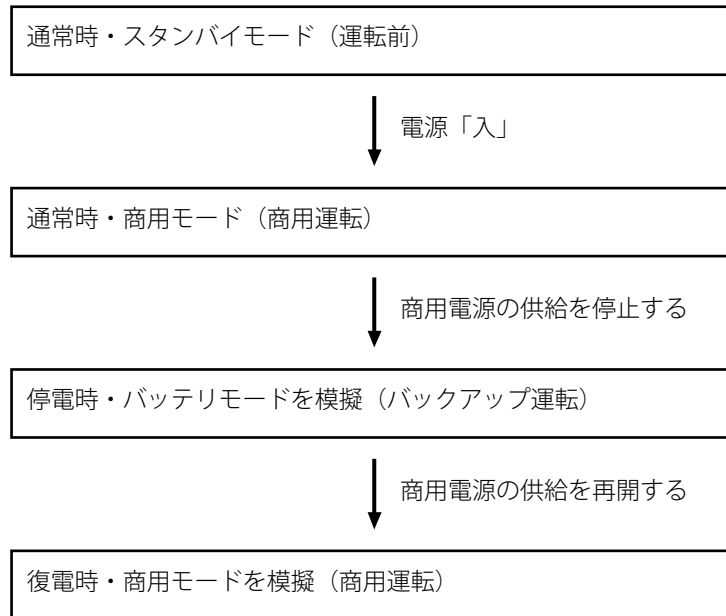 通常時・スタンバイモード（運転前）
電源「入」
通常時・商用モード（商用運転）
商用電源の供給を停止する
停電時・バッテリモードを模擬（バックアップ運転）
商用電源の供給を再開する
復電時・商用モードを模擬（商用運転）